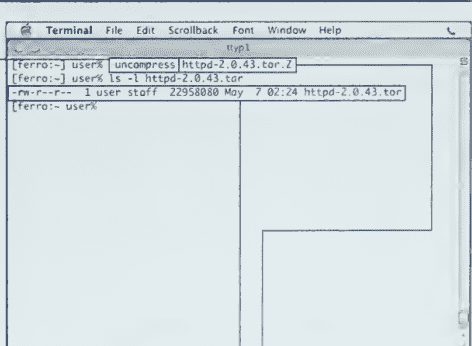 Terminal File Edit Scrollback Font Window Help
ttyp1
[ferro:~] user% uncompress httpd-2.0.43.tar.Z
[ferro:~] user% ls -l httpd-2.0.43.tar
-rw-r--r-- 1 user staff 22958080 May 7 02:24 httpd-2.0.43.tar
[ferro:~ user%